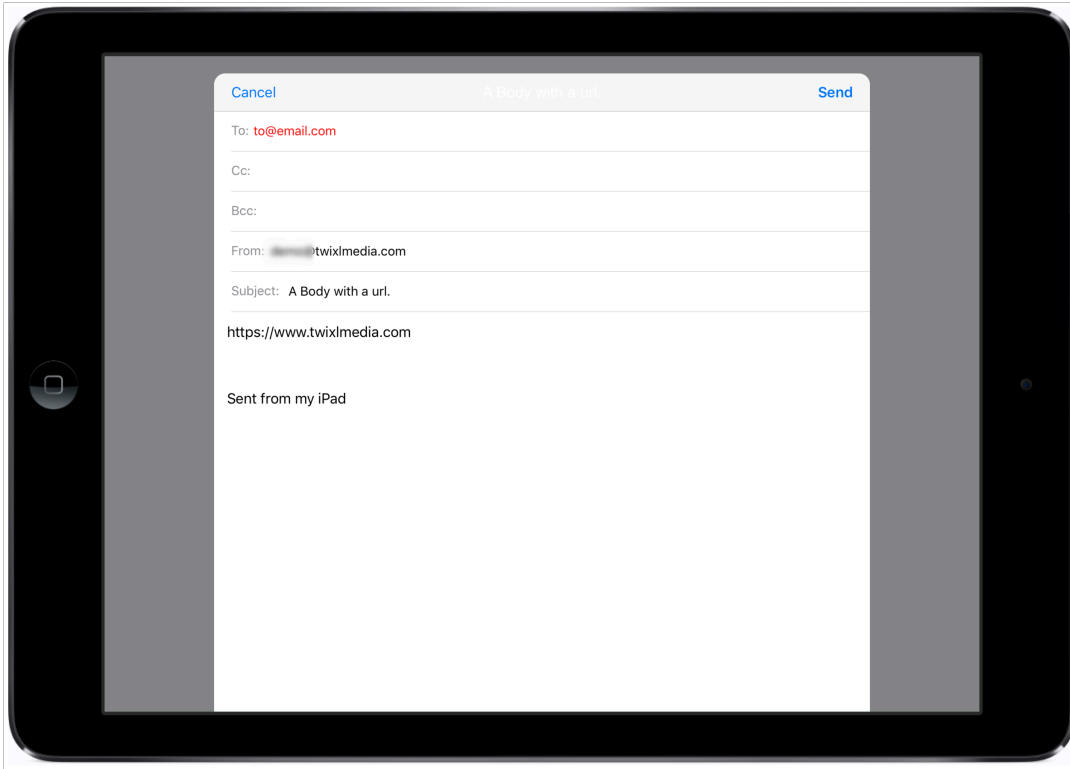 Cancel A Body with a url. Send
To: to@email.com
Cc:
Bcc:
From: @twixlmedia.com
Subject: A Body with a url.
https://www.twixlmedia.com
Sent from my iPad